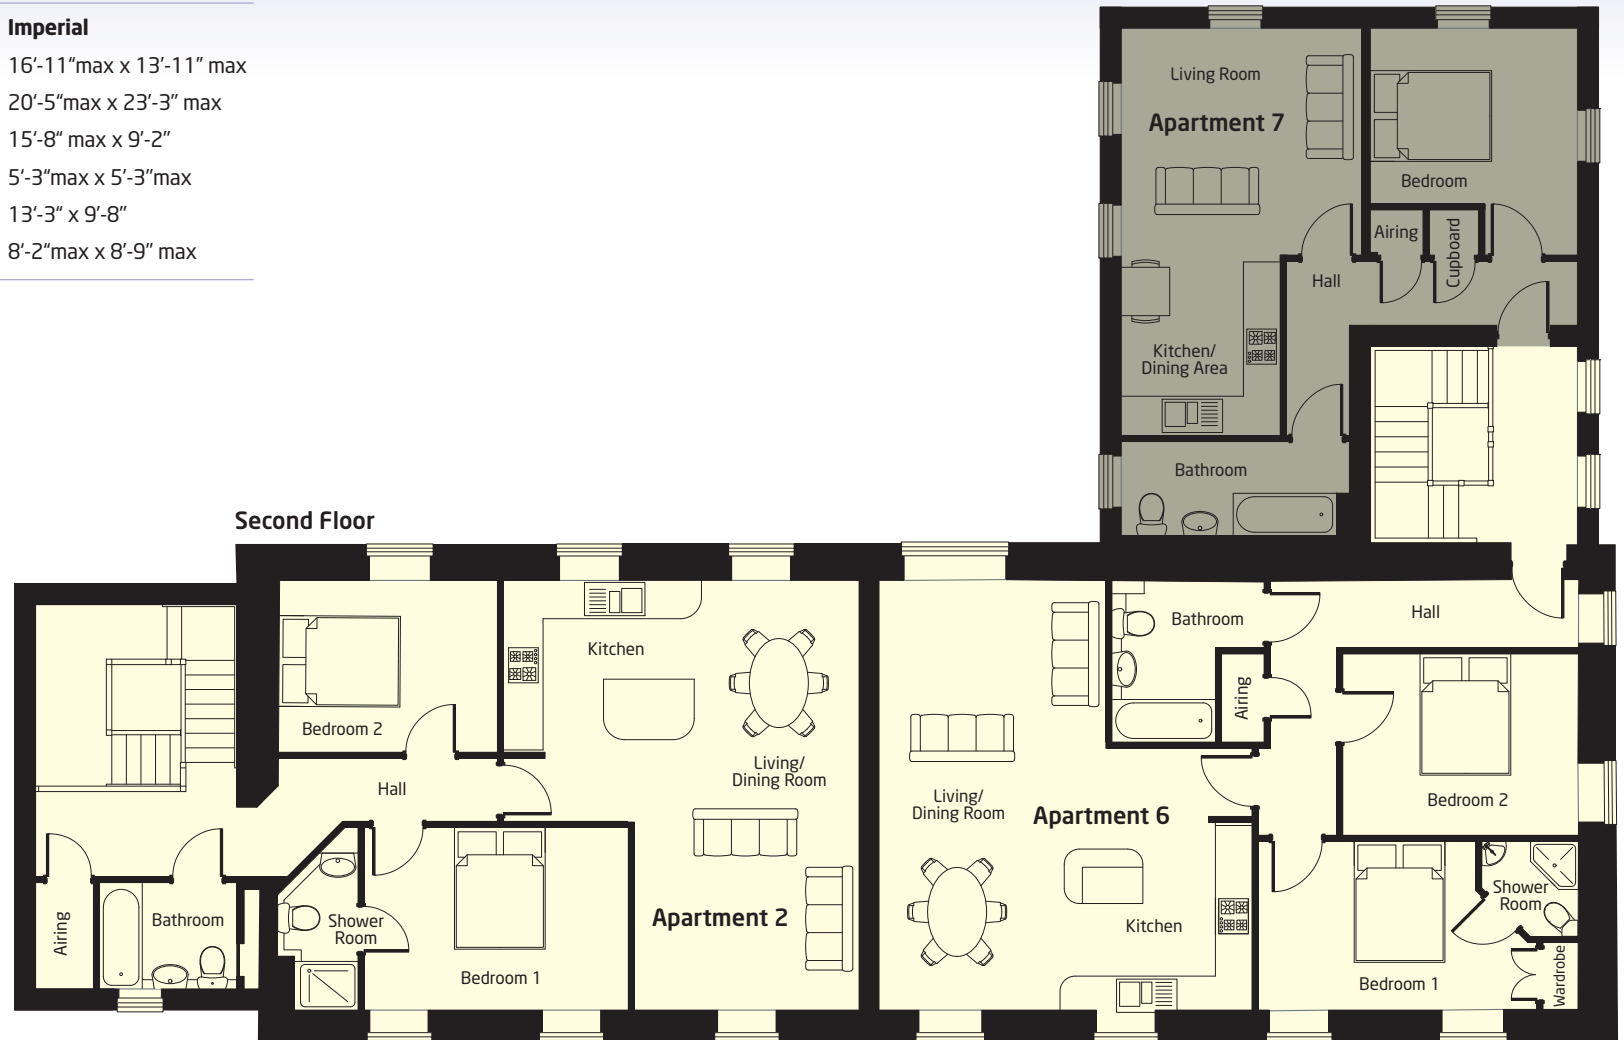 Imperial
16‘-11“max x 13’-11” max
20‘-5“max x 23’-3” max
15‘-8“ max x 9’-2”
5‘-3“max x 5’-3”max
13‘-3“ x 9’-8”
8‘-2“max x 8’-9” max
Living Room
Apartment 7
Bedroom
Airing
Cupboard
Hall
Kitchen/
Dining Area
Bathroom
Second Floor
Bedroom 2
Kitchen
Living/
Dining Room
Hall
Airing
Bathroom
Shower
Room
Bedroom 1
Apartment 2
Bathroom
Hall
Airing
Living/
Dining Room
Apartment 6
Bedroom 2
Kitchen
Bedroom 1
Shower
Room
Wardrobe